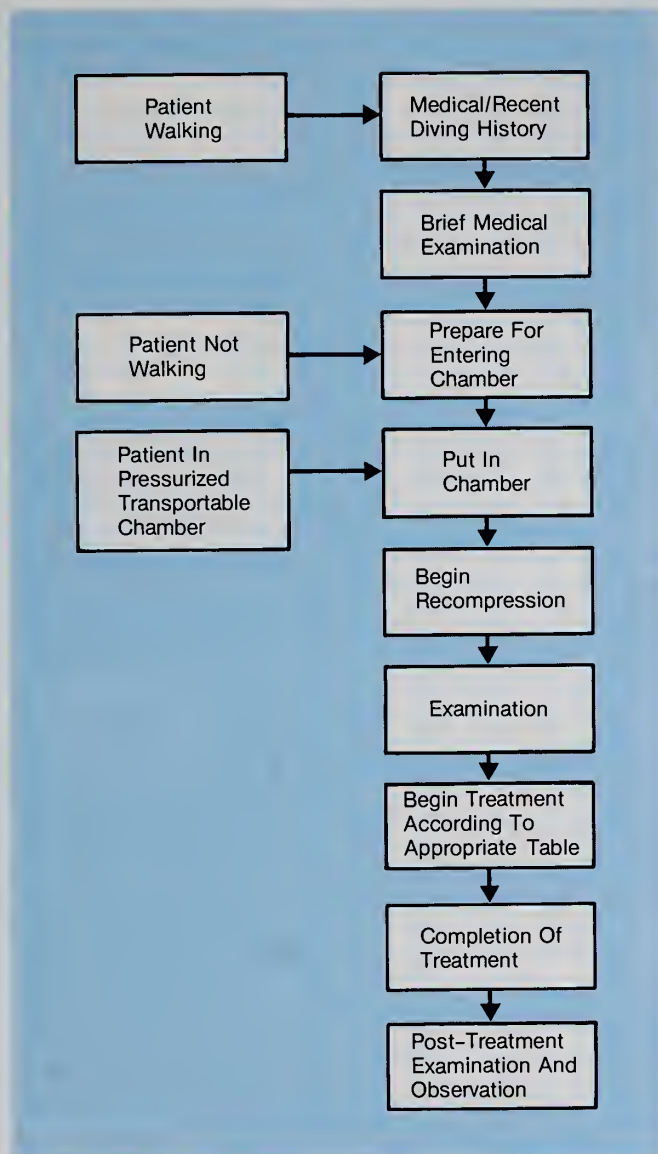 Patient
Walking
Medical/Recent
Diving History
Brief Medical
Examination
Patient Not
Walking
Prepare For
Entering
Chamber
Patient In
Pressurized
Transportable
Chamber
Put In
Chamber
Begin
Recompression
Examination
Begin Treatment
According To
Appropriate Table
Completion Of
Treatment
Post-Treatment
Examination And
Observation